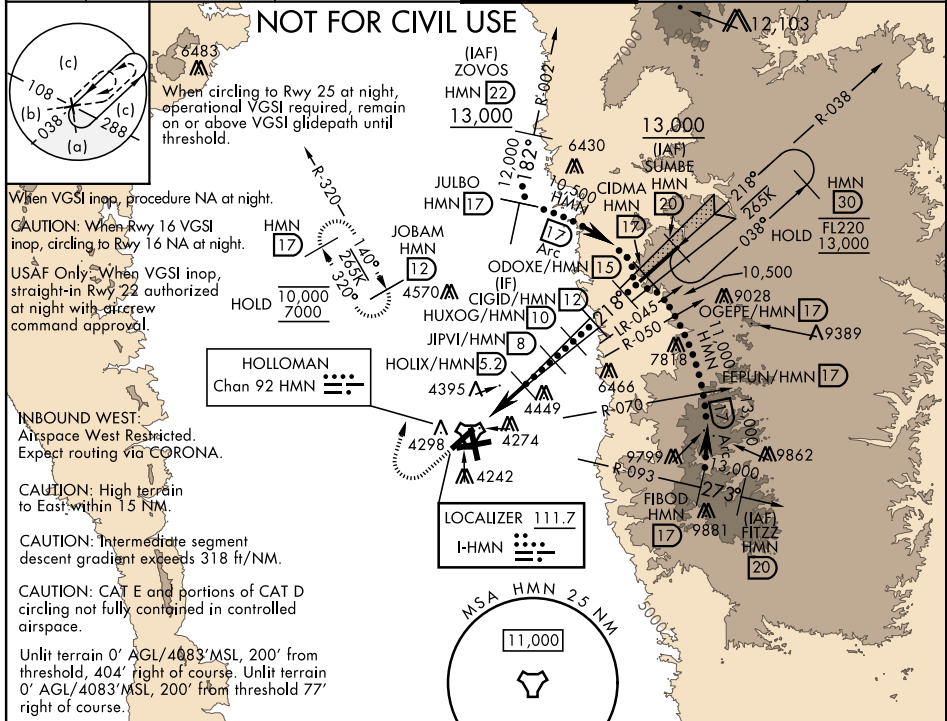 NOT FOR CIVIL USE
(c)
108
(b)
(c)
038
288
(a)
6483
When circling to Rwy 25 at night,
operational VGSI required, remain
on or above VGSI glidepath until
threshold.
When VGSI inop, procedure NA at night.
CAUTION: When Rwy 16 VGSI
inop, circling to Rwy 16 NA at night.
USAF Only: When VGSI inop,
straight-in Rwy 22 authorized
at night with aircrew
command approval.
INBOUND WEST:
Airspace West Restricted.
Expect routing via CORONA.
CAUTION: High terrain
to East within 15 NM.
CAUTION: Intermediate segment
descent gradient exceeds 318 ft/NM.
CAUTION: CAT E and portions of CAT D
circling not fully contained in controlled
airspace.
Unlit terrain 0' AGL/4083'MSL, 200' from
threshold, 404' right of course. Unlit terrain
0' AGL/4083'MSL, 200' from threshold 77'
right of course.
(IAF)
ZOVOS
HMN 22
13,000
R-002
7000
9000
12,103
12,000
182°
6430
10,500
HMN
17
Arc
JULBO
HMN 17
R-320
HMN
17
140°
265K
320°
HOLD 10,000
7000
JOBAM
HMN
12
4570
13,000
(IAF)
SUMBE
HMN
20
CIDMA
HMN
17
218°
265K
038°
R-038
HMN
30
HOLD FL220
13,000
ODOXE/HMN 15
(IF)
CIGID/HMN 12
HUXOG/HMN 10
JIPVI/HMN 8
HOLIX/HMN 5.2
218°
LR-045
R-050
10,500
9028
OGEPE/HMN 17
9389
7818
11,000
HMN
6466
FEPUN/HMN 17
HOLLOMAN
Chan 92 HMN
4395
4449
R-070
17
Arc
13,000
4298
4274
4242
9799
9862
R-093
13,000
273°
FIBOD
HMN
17
9881
(IAF)
FITZZ
HMN
20
LOCALIZER 111.7
I-HMN
MSA HMN 25 NM
11,000
5000